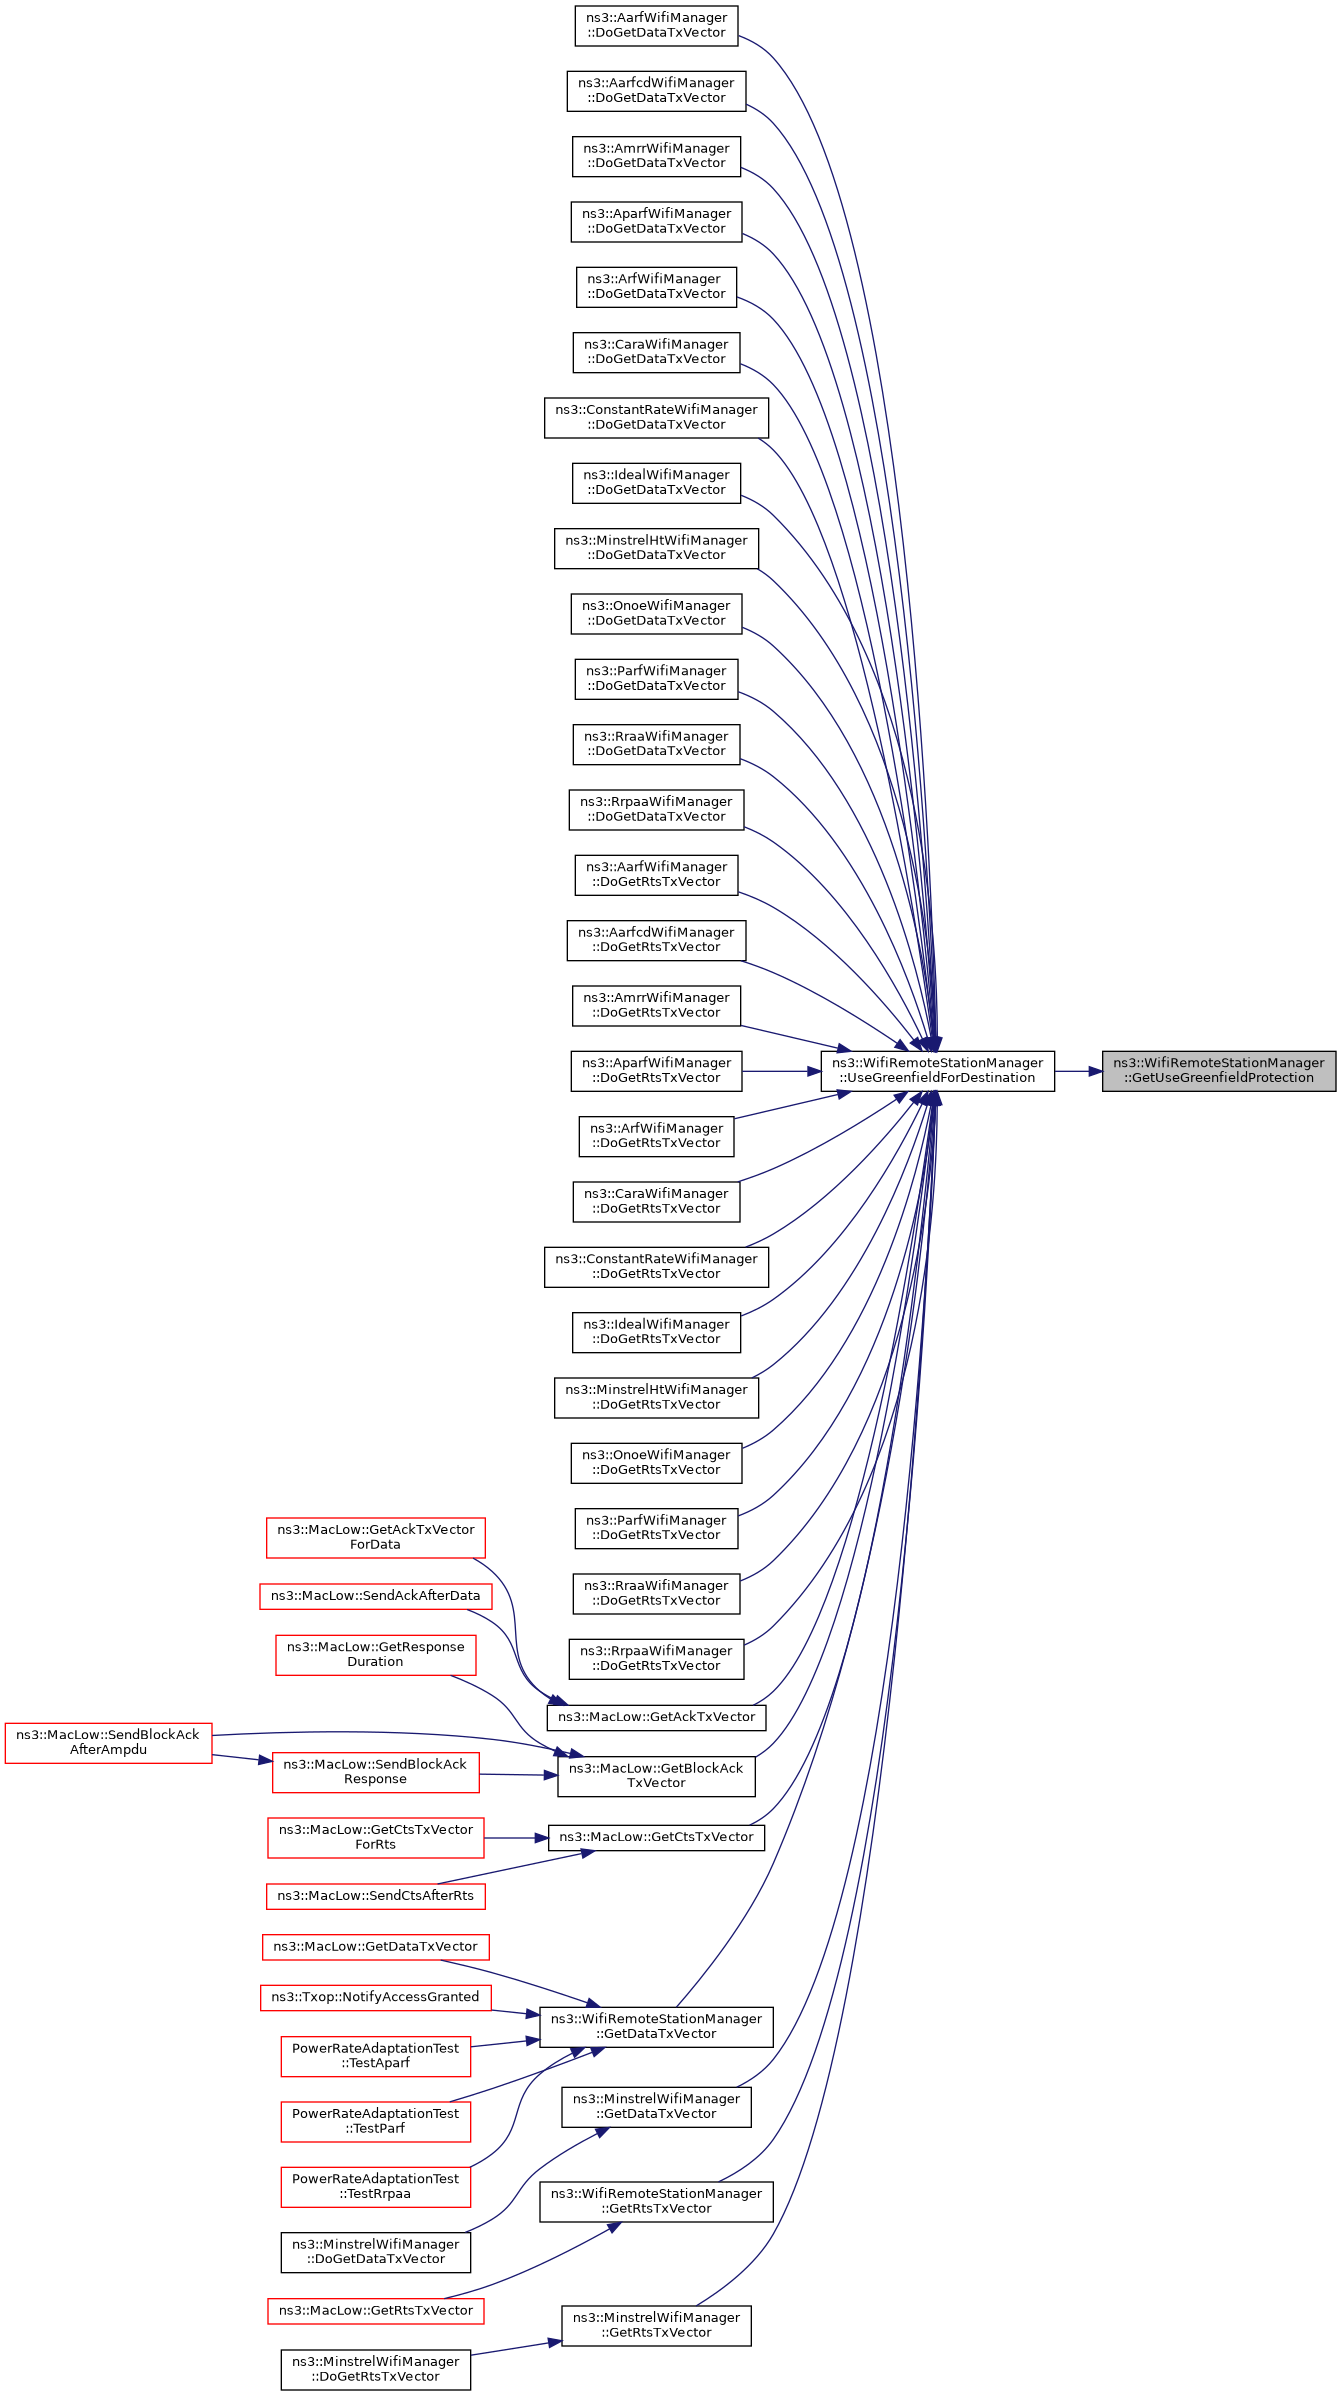 ns3::AarfWifiManager
::DoGetDataTxVector
ns3::AarfcdWifiManager
::DoGetDataTxVector
ns3::AmrrWifiManager
::DoGetDataTxVector
ns3::AparfWifiManager
::DoGetDataTxVector
ns3::ArfWifiManager
::DoGetDataTxVector
ns3::CaraWifiManager
::DoGetDataTxVector
ns3::ConstantRateWifiManager
::DoGetDataTxVector
ns3::IdealWifiManager
::DoGetDataTxVector
ns3::MinstrelHtWifiManager
::DoGetDataTxVector
ns3::OnoeWifiManager
::DoGetDataTxVector
ns3::ParfWifiManager
::DoGetDataTxVector
ns3::RraaWifiManager
::DoGetDataTxVector
ns3::RrpaaWifiManager
::DoGetDataTxVector
ns3::AarfWifiManager
::DoGetRtsTxVector
ns3::AarfcdWifiManager
::DoGetRtsTxVector
ns3::AmrrWifiManager
::DoGetRtsTxVector
ns3::AparfWifiManager
::DoGetRtsTxVector
ns3::WifiRemoteStationManager
::UseGreenfieldForDestination
ns3::WifiRemoteStationManager
::GetUseGreenfieldProtection
ns3::ArfWifiManager
::DoGetRtsTxVector
ns3::CaraWifiManager
::DoGetRtsTxVector
ns3::ConstantRateWifiManager
::DoGetRtsTxVector
ns3::IdealWifiManager
::DoGetRtsTxVector
ns3::MinstrelHtWifiManager
::DoGetRtsTxVector
ns3::OnoeWifiManager
::DoGetRtsTxVector
ns3::ParfWifiManager
::DoGetRtsTxVector
ns3::MacLow::GetAckTxVector
ForData
ns3::RraaWifiManager
::DoGetRtsTxVector
ns3::MacLow::SendAckAfterData
ns3::RrpaaWifiManager
::DoGetRtsTxVector
ns3::MacLow::GetResponse
Duration
ns3::MacLow::GetAckTxVector
ns3::MacLow::SendBlockAck
AfterAmpdu
ns3::MacLow::SendBlockAck
Response
ns3::MacLow::GetBlockAck
TxVector
ns3::MacLow::GetCtsTxVector
ForRts
ns3::MacLow::GetCtsTxVector
ns3::MacLow::SendCtsAfterRts
ns3::MacLow::GetDataTxVector
ns3::Txop::NotifyAccessGranted
ns3::WifiRemoteStationManager
::GetDataTxVector
PowerRateAdaptationTest
::TestAparf
PowerRateAdaptationTest
::TestParf
ns3::MinstrelWifiManager
::GetDataTxVector
PowerRateAdaptationTest
::TestRrpaa
ns3::WifiRemoteStationManager
::GetRtsTxVector
ns3::MinstrelWifiManager
::DoGetDataTxVector
ns3::MacLow::GetRtsTxVector
ns3::MinstrelWifiManager
::GetRtsTxVector
ns3::MinstrelWifiManager
::DoGetRtsTxVector